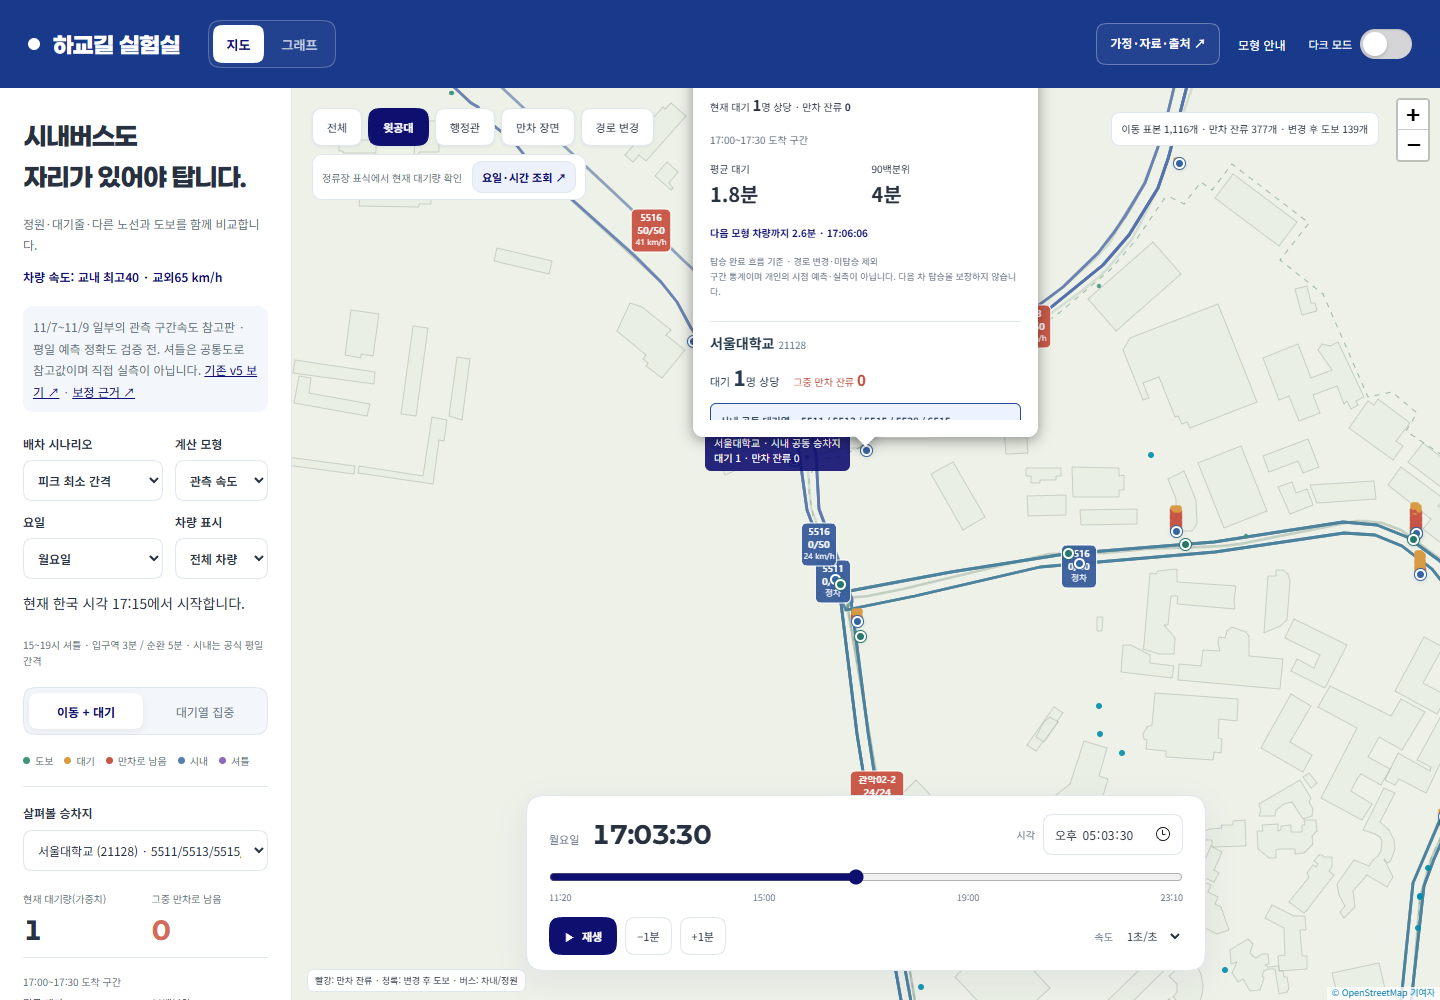 하교길 실험실
지도
그래프
가정·자료·출처 ↗
모형 안내
다크 모드
시내버스도
자리가 있어야 탑니다.
정원·대기줄·다른 노선과 도보를 함께 비교합니
다.
차량 속도: 교내 최고40 · 교외65 km/h
11/7~11/9 일부의 관측 구간속도 참고판 ·
평일 예측 정확도 검증 전. 셔틀은 공통도로
참고값이며 직접 실측이 아닙니다. 기존 v5 보
기 ↗ · 보정 근거 ↗
배차 시나리오
계산 모형
피크 최소 간격
관측 속도
요일
차량 표시
월요일
전체 차량
현재 한국 시각 17:15에서 시작합니다.
15~19시 셔틀 · 입구역 3분 / 순환 5분 · 시내는 공식 평일
간격
이동 + 대기
대기열 집중
도보
대기
만차로 남음
시내
셔틀
살펴볼 승차지
서울대학교 (21128) · 5511/5513/5515,
현재 대기량(가중치)
그중 만차로 남음
1
0
17:00~17:30 도착 구간
전체
윗공대
행정관
만차 장면
경로 변경
정류장 표식에서 현재 대기량 확인
요일·시간 조회 ↗
이동 표본 1,116개 · 만차 잔류 377개 · 변경 후 도보 139개
+
−
5516
50/50
41 km/h
현재 대기 1명 상당 · 만차 잔류 0
17:00~17:30 도착 구간
평균 대기
90백분위
1.8분
4분
다음 모형 차량까지 2.6분 · 17:06:06
탑승 완료 흐름 기준 · 경로 변경·미탑승 제외
구간 통계이며 개인의 시점 예측·실측이 아닙니다. 다음 차 탑승을 보장하지 않습니
다.
서울대학교 21128
대기 1명 상당
그중 만차 잔류 0
서울대학교 · 시내 공동 승차지
대기 1 · 만차 잔류 0
5516
0/50
24 km/h
5511
정차
516
정차
관악02-2
24/24
월요일
17:03:30
시각
오후 05:03:30
11:20
15:00
19:00
23:10
▶ 재생
−1분
+1분
속도
1초/초
빨강: 만차 잔류 · 청록: 변경 후 도보 · 버스: 차내/정원
© OpenStreetMap 기여자